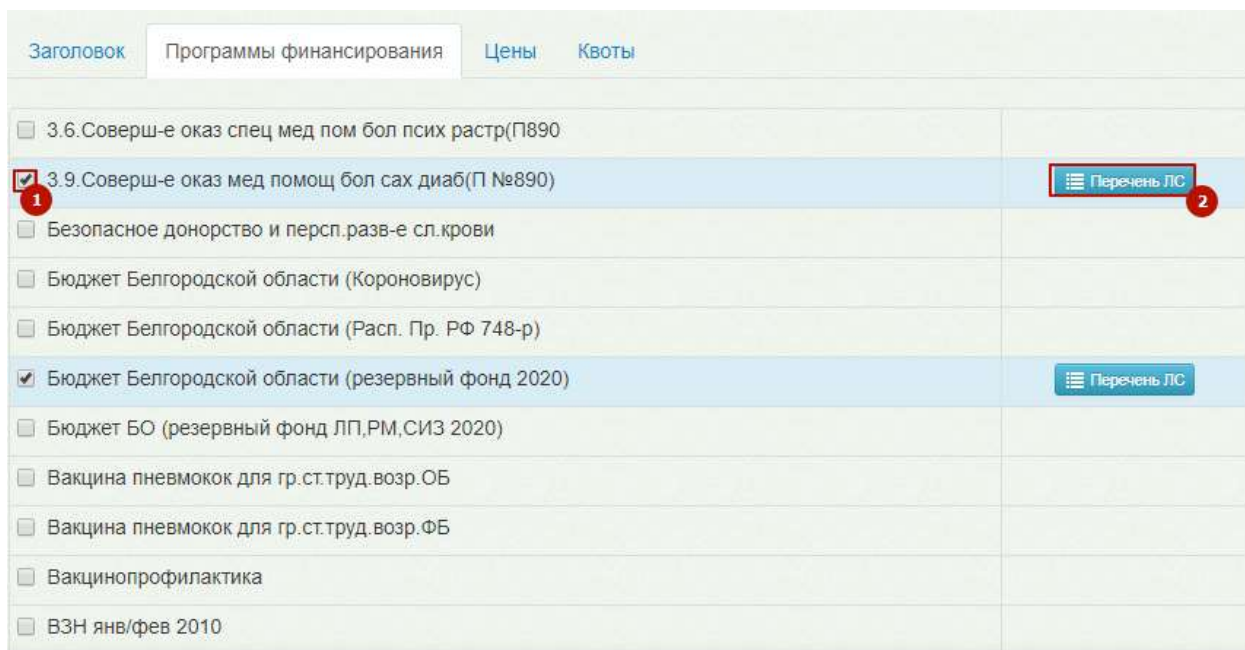 Заголовок Программы финансирования Цены Квоты
3.6.Соверш-е оказ спец мед пом бол псих растр(П890
3.9.Соверш-е оказ мед помощ бол сах диаб(П №890) Перечень ЛС
1 2
Безопасное донорство и персп.разв-е сл.крови
Бюджет Белгородской области (Короновирус)
Бюджет Белгородской области (Расп. Пр. РФ 748-р)
Бюджет Белгородской области (резервный фонд 2020) Перечень ЛС
Бюджет БО (резервный фонд ЛП,РМ,СИЗ 2020)
Вакцина пневмокок для гр.ст.труд.возр.ОБ
Вакцина пневмокок для гр.ст.труд.возр.ФБ
Вакцинопрофилактика
ВЗН янв/фев 2010